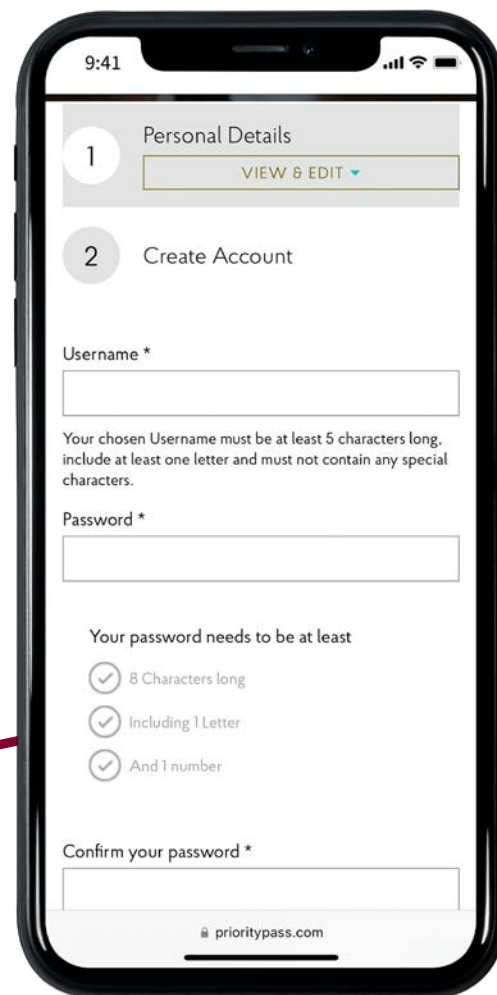 9:41
1
Personal Details
VIEW & EDIT
2
Create Account
Username *
Your chosen Username must be at least 5 characters long,
include at least one letter and must not contain any special
characters.
Password *
Your password needs to be at least
8 Characters long
Including 1 Letter
And 1 number
Confirm your password *
prioritypass.com